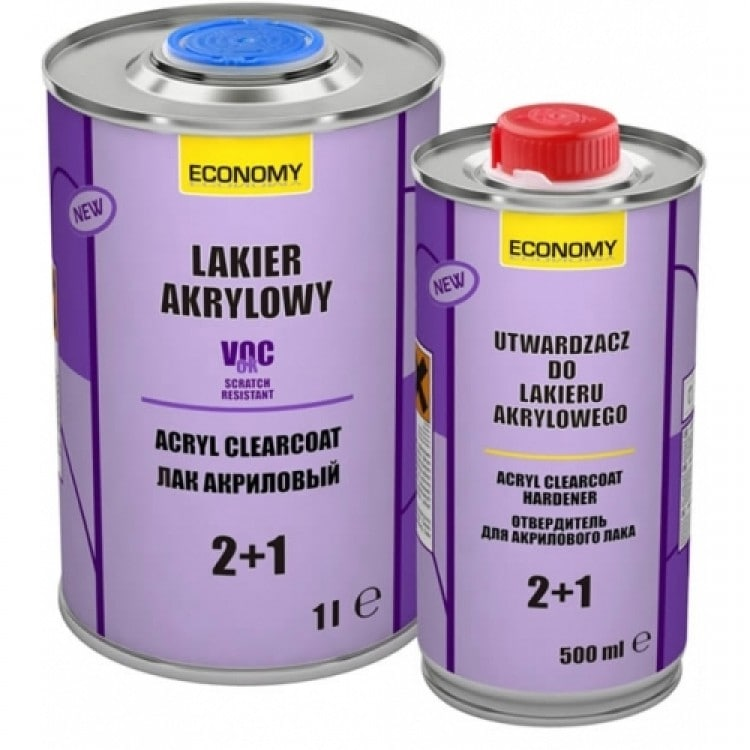 ECONOMY
NEW
LAKIER
AKRYLOWY
VOC
OK
SCRATCH
RESISTANT
ACRYL CLEARCOAT
ЛАК АКРИЛОВЫЙ
2+1
1l e
ECONOMY
NEW
UTWARDZACZ
DO
LAKIERU
AKRYLOWEGO
ACRYL CLEARCOAT
HARDENER
ОТВЕРДИТЕЛЬ
ДЛЯ АКРИЛОВОГО ЛАКА
2+1
500 ml e